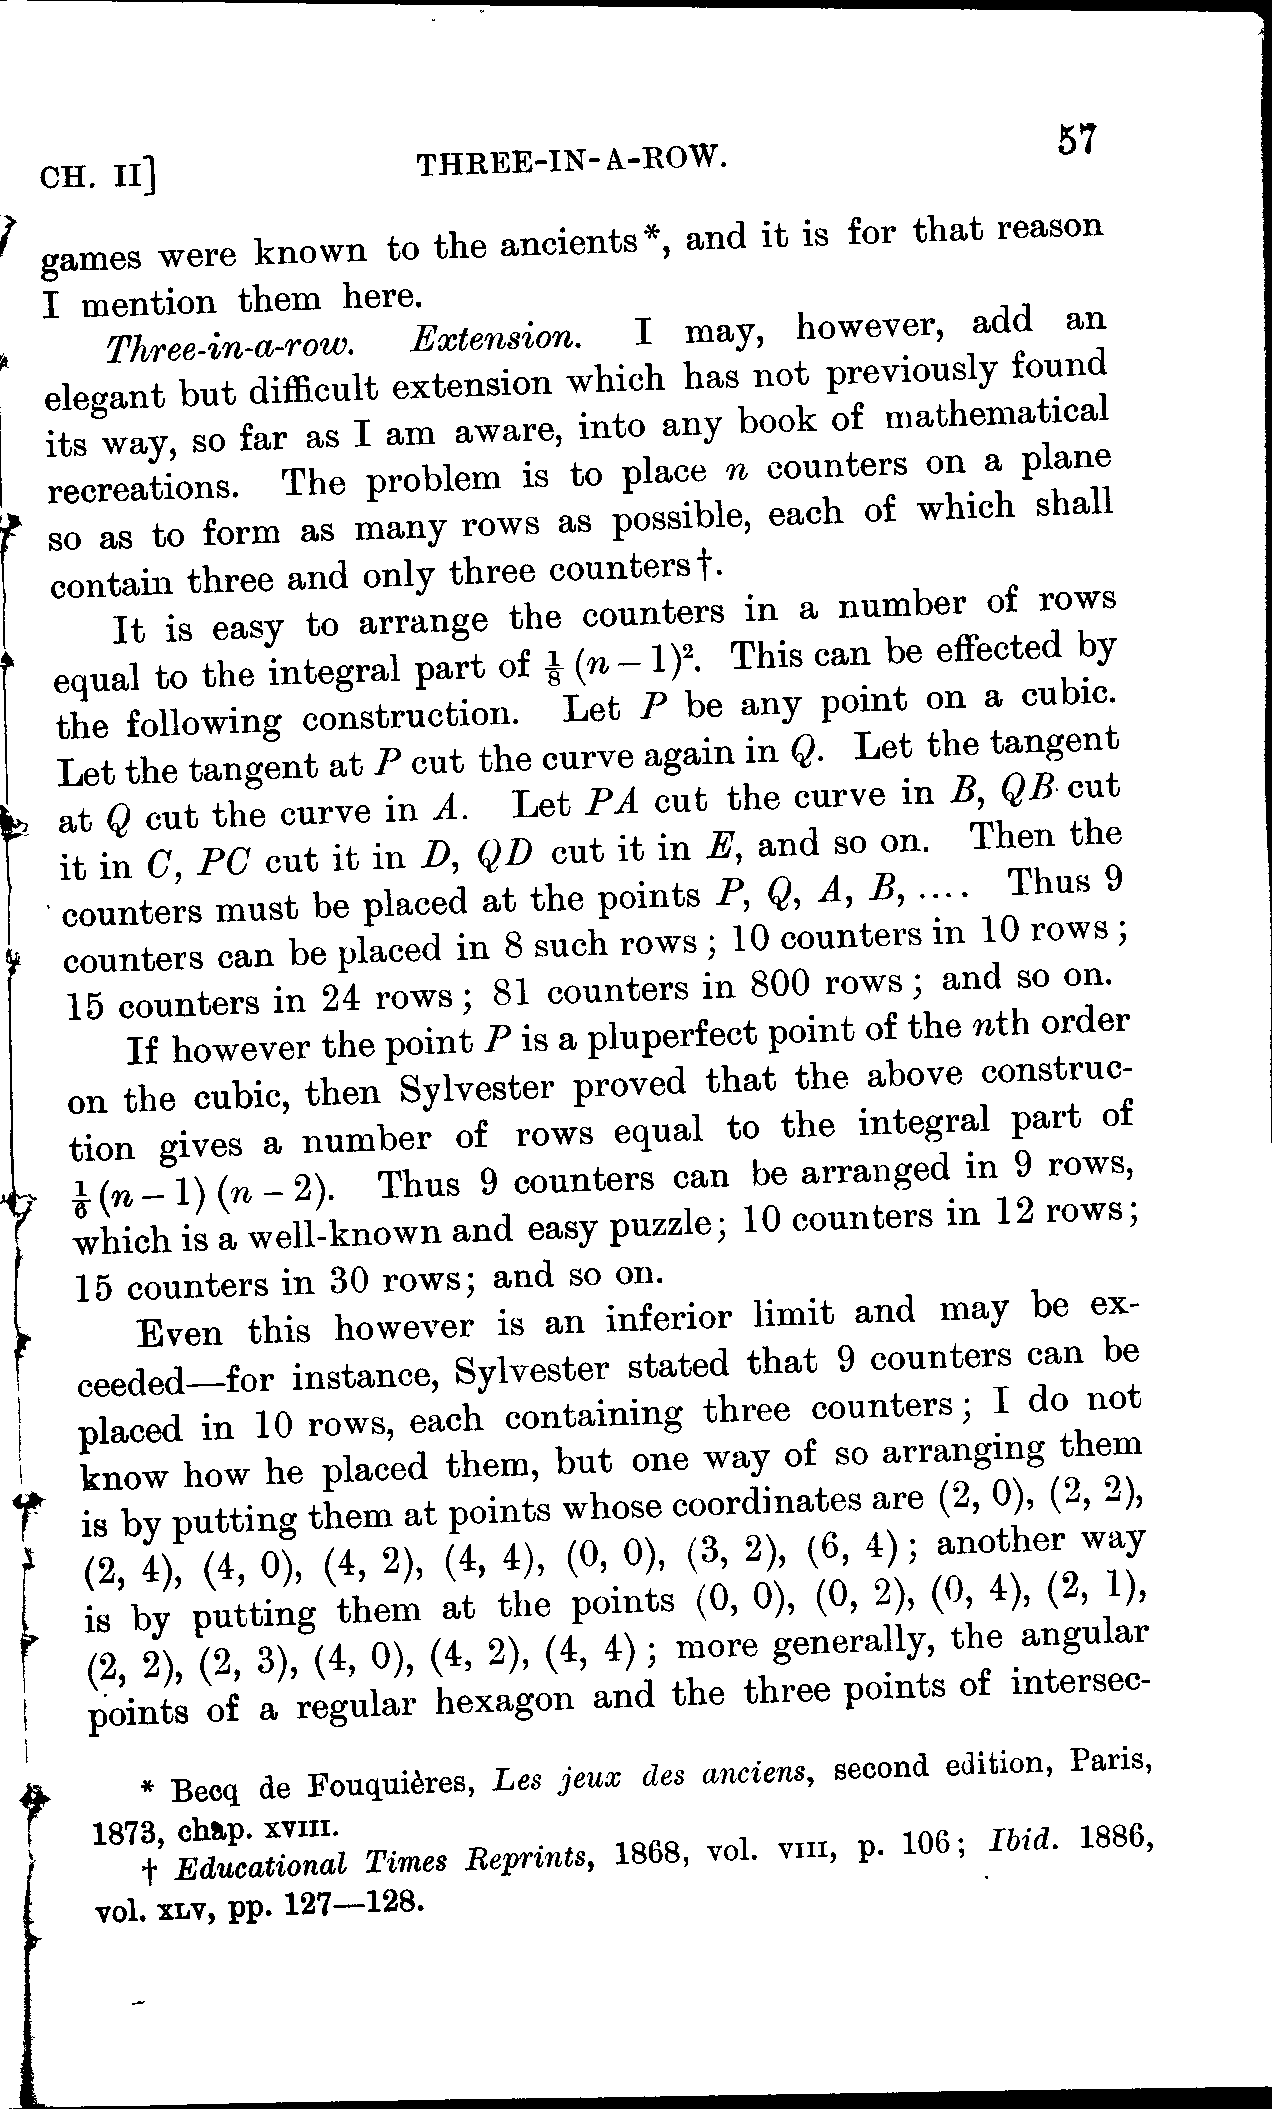 CH. II] THREE-IN-A-ROW. 57
games were known to the ancients*, and it is for that reason
I mention them here.
Three-in-a-row. Extension. I may, however, add an
elegant but difficult extension which has not previously found
its way, so far as I am aware, into any book of mathematical
recreations. The problem is to place n counters on a plane
so as to form as many rows as possible, each of which shall
contain three and only three counters†.
It is easy to arrange the counters in a number of rows
equal to the integral part of ⅛ (n – 1)². This can be effected by
the following construction. Let P be any point on a cubic.
Let the tangent at P cut the curve again in Q. Let the tangent
at Q cut the curve in A. Let PA cut the curve in B, QB cut
it in C, PC cut it in D, QD cut it in E, and so on. Then the
counters must be placed at the points P, Q, A, B, .... Thus 9
counters can be placed in 8 such rows; 10 counters in 10 rows;
15 counters in 24 rows; 81 counters in 800 rows; and so on.
If however the point P is a pluperfect point of the nth order
on the cubic, then Sylvester proved that the above construc-
tion gives a number of rows equal to the integral part of
⅙ (n – 1) (n – 2). Thus 9 counters can be arranged in 9 rows,
which is a well-known and easy puzzle; 10 counters in 12 rows;
15 counters in 30 rows; and so on.
Even this however is an inferior limit and may be ex-
ceeded—for instance, Sylvester stated that 9 counters can be
placed in 10 rows, each containing three counters; I do not
know how he placed them, but one way of so arranging them
is by putting them at points whose coordinates are (2, 0), (2, 2),
(2, 4), (4, 0), (4, 2), (4, 4), (0, 0), (3, 2), (6, 4); another way
is by putting them at the points (0, 0), (0, 2), (0, 4), (2, 1),
(2, 2), (2, 3), (4, 0), (4, 2), (4, 4); more generally, the angular
points of a regular hexagon and the three points of intersec-
* Becq de Fouquières, Les jeux des anciens, second edition, Paris,
1873, chap. XVIII.
† Educational Times Reprints, 1868, vol. VIII, p. 106; Ibid. 1886,
vol. XLV, pp. 127—128.